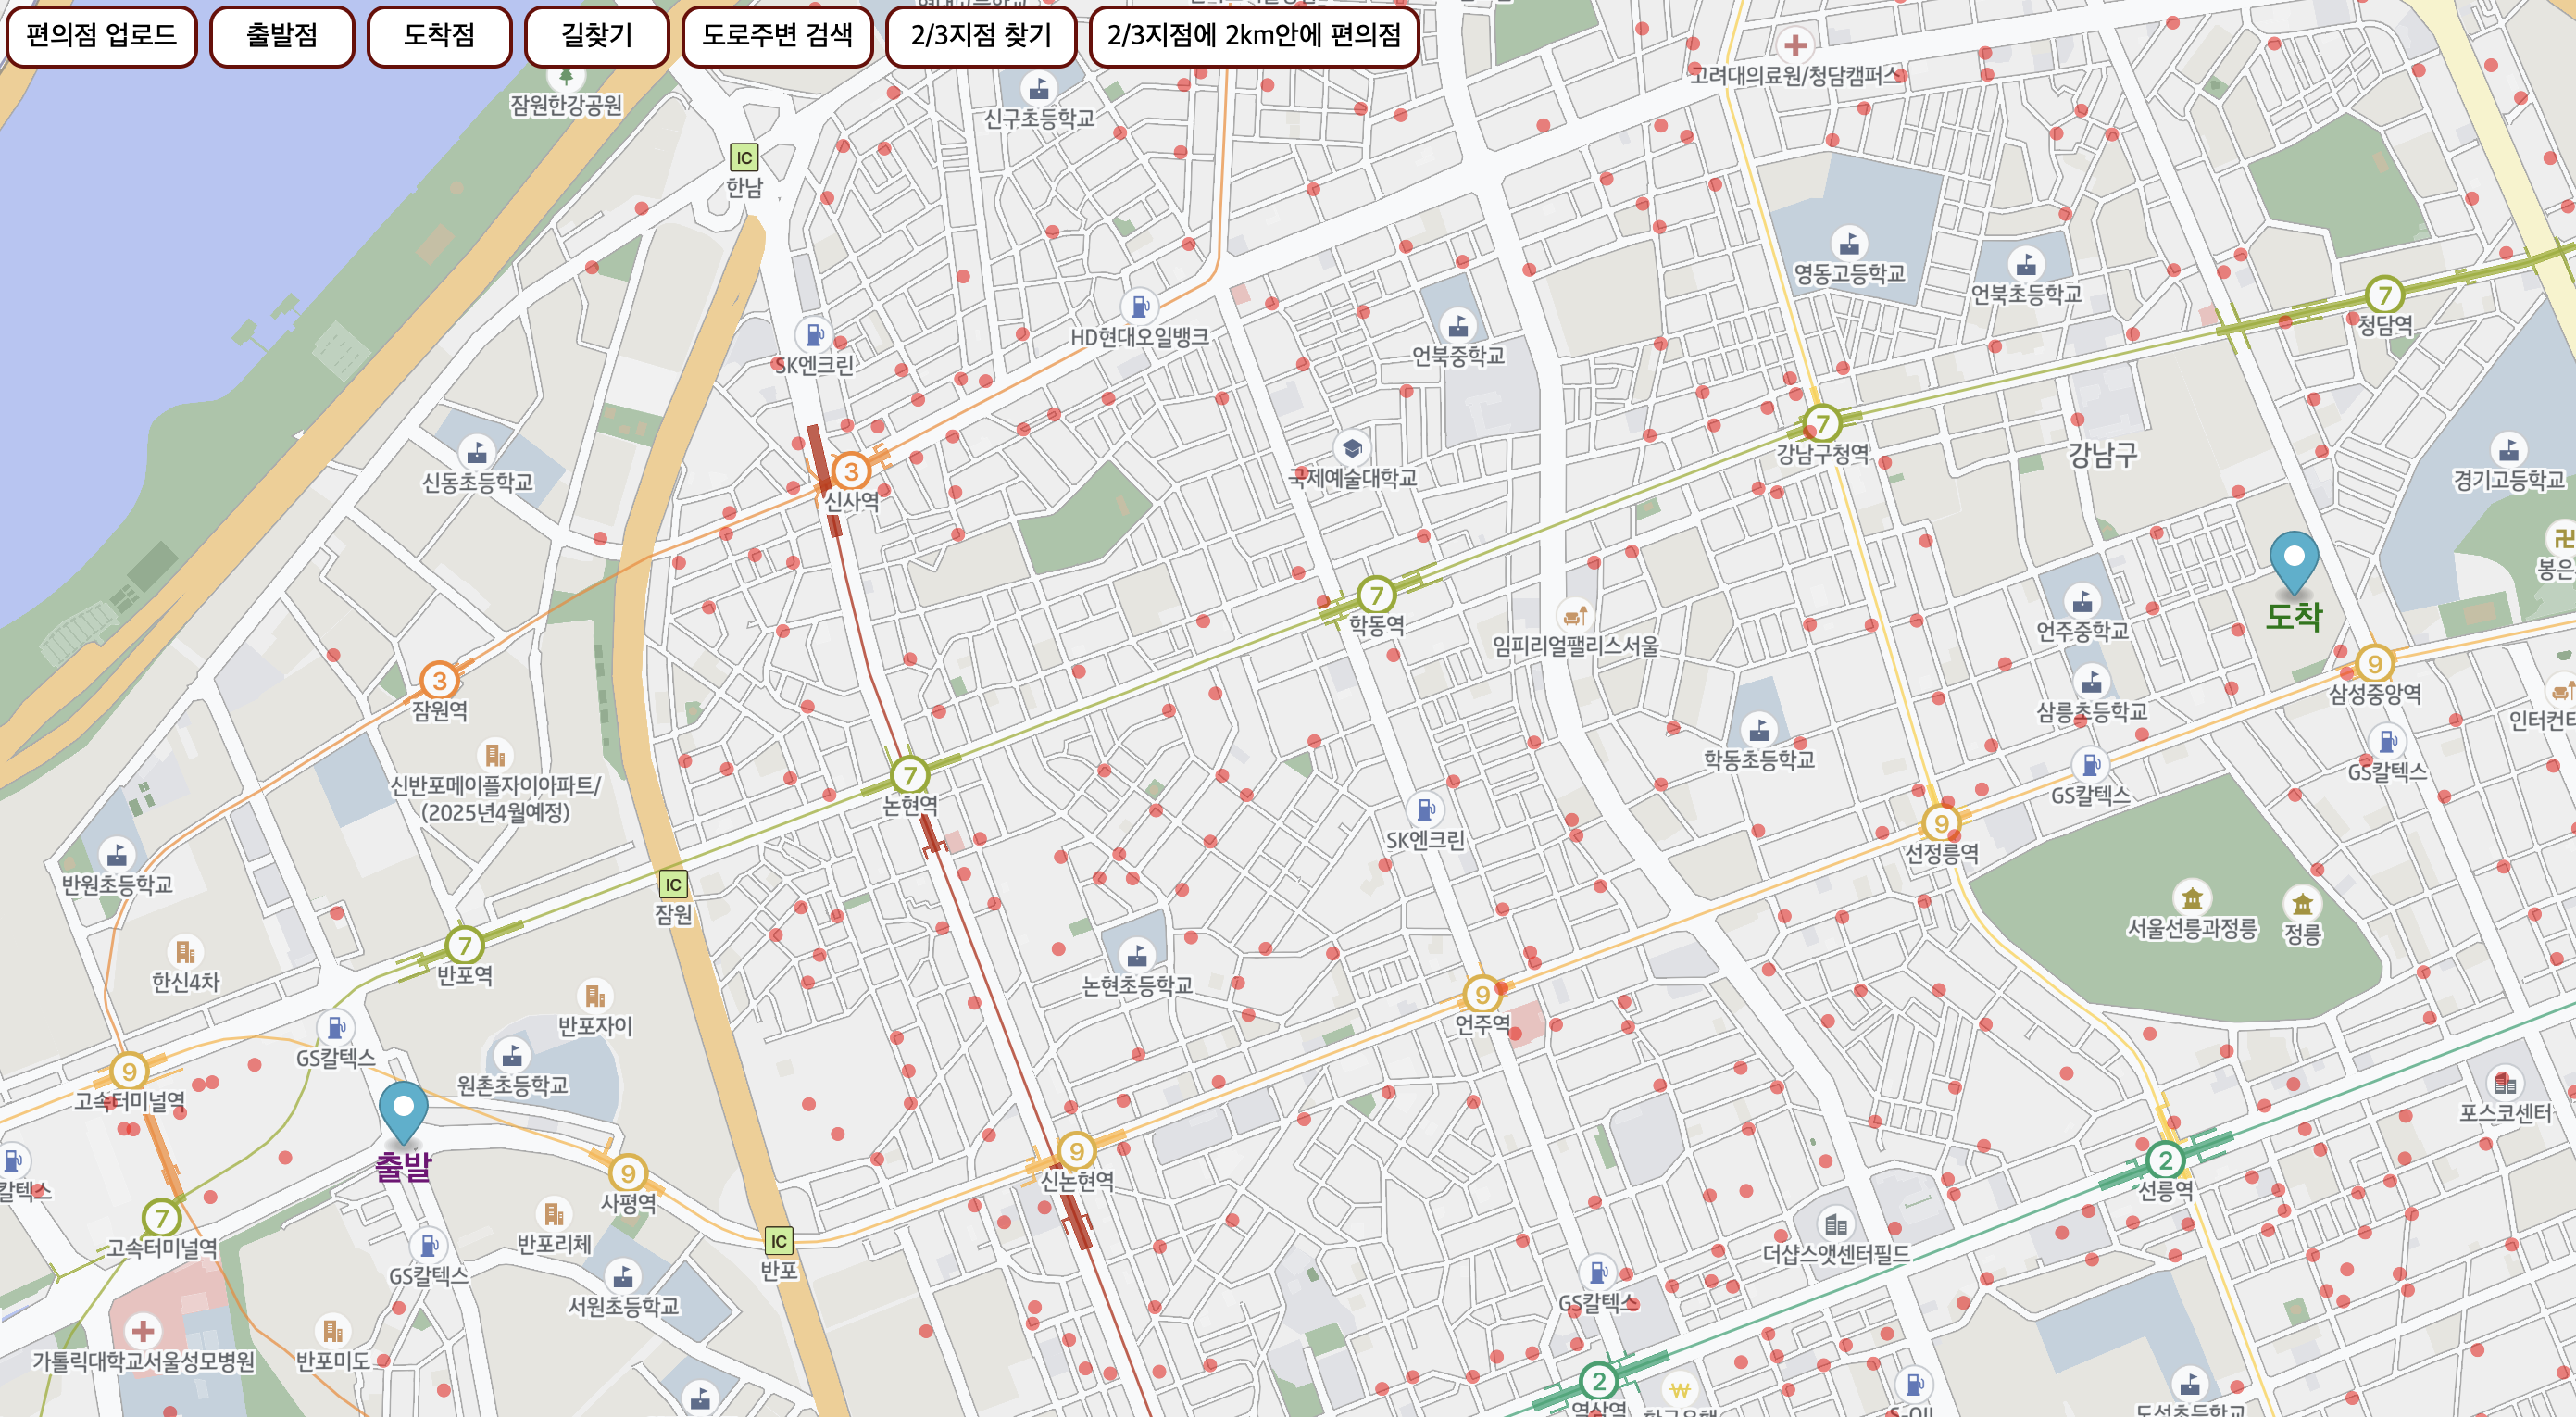 편의점 업로드
출발점
도착점
길찾기
도로주변 검색
2/3지점 찾기
2/3지점에 2km안에 편의점
잠원한강공원
신구초등학교
고려대의료원/청담캠퍼스
IC
한남
영동고등학교
언북초등학교
7
청담역
SK엔크린
HD현대오일뱅크
언북중학교
3
신사역
7
강남구청역
강남구
국제예술대학교
경기고등학교
신동초등학교
도착
7
학동역
임피리얼팰리스서울
언주중학교
3
잠원역
9
삼성중앙역
삼릉초등학교
학동초등학교
GS칼텍스
GS칼텍스
신반포메이플자이아파트/
(2025년4월예정)
7
논현역
SK엔크린
9
선정릉역
반원초등학교
IC
잠원
서울선릉과정릉
정릉
한신4차
7
반포역
논현초등학교
9
언주역
반포자이
GS칼텍스
원촌초등학교
9
고속터미널역
포스코센터
출발
9
사평역
9
신논현역
2
선릉역
칼텍스
7
고속터미널역
GS칼텍스
반포리체
IC
반포
더샵스앳센터필드
서원초등학교
GS칼텍스
가톨릭대학교서울성모병원
반포미도
2
역삼역
S-OIL
도성초등학교